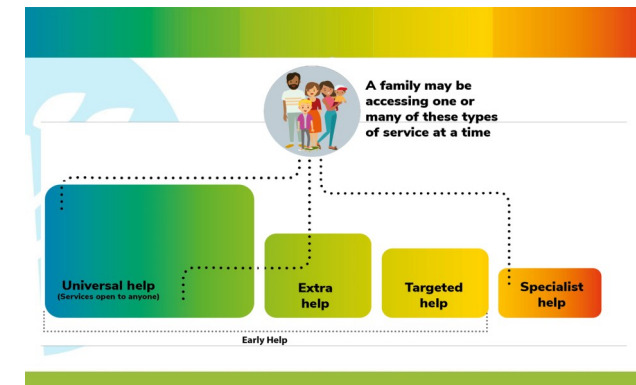 A family may be
accessing one or
many of these types
of service at a time
Universal help
(Services open to anyone)
Extra
help
Targeted
help
Specialist
help
Early Help